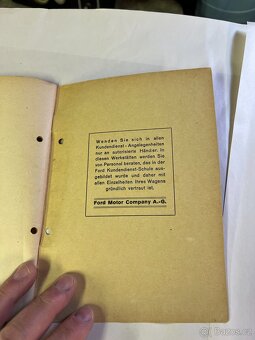 Wenden Sie sich in allen
Kundendienst-Angelegenheiten
nur an autorisierte Händler. In
diesen Werkstätten werden Sie
von Personal beraten, das in der
Ford Kundendienst-Schule aus-
gebildet wurde und daher mit
allen Einzelheiten Ihres Wagens
gründlich vertraut ist.
Ford Motor Company A.-G.
Bazos.cz